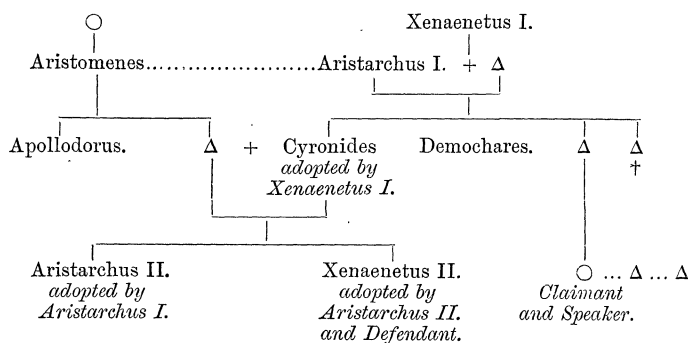 Xenaenetus I.
Aristomenes.......................Aristarchus I. + Δ
Apollodorus. Δ + Cyronides Demochares. Δ Δ
adopted by †
Xenaenetus I.
Aristarchus II. Xenaenetus II. ... Δ ... Δ
adopted by adopted by Claimant
Aristarchus I. Aristarchus II. and Speaker.
and Defendant.